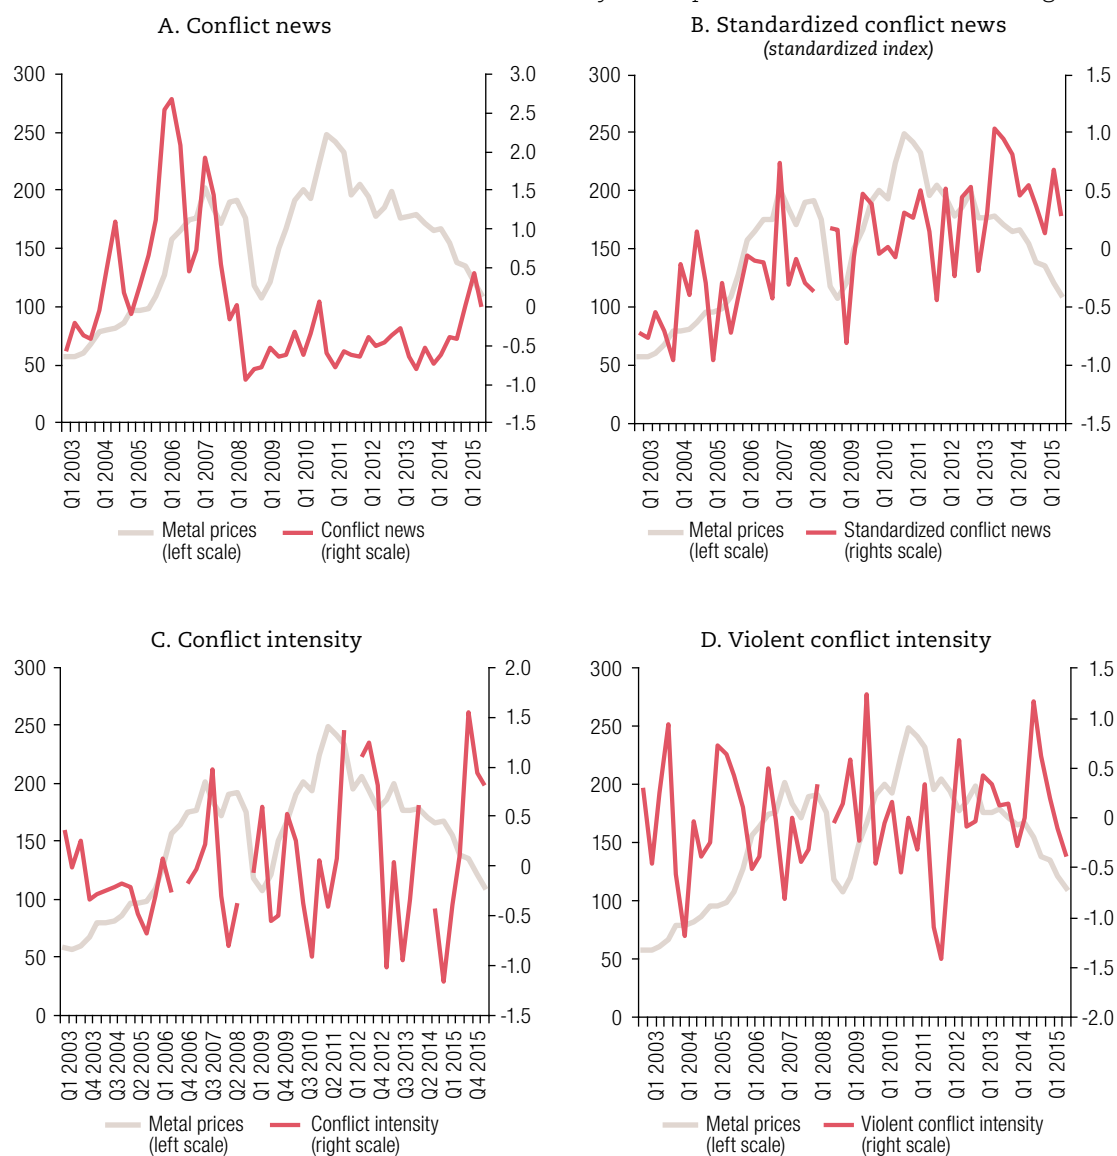 A. Conflict news
300
250
200
150
100
50
0
3.0
2.5
2.0
1.5
1.0
0.5
0
-0.5
-1.0
-1.5
Q1 2003
Q1 2004
Q1 2005
Q1 2006
Q1 2007
Q1 2008
Q1 2009
Q1 2010
Q1 2011
Q1 2012
Q1 2013
Q1 2014
Q1 2015
Metal prices
(left scale)
Conflict news
(right scale)
B. Standardized conflict news
(standardized index)
300
250
200
150
100
50
0
1.5
1.0
0.5
0
-0.5
-1.0
-1.5
Q1 2003
Q1 2004
Q1 2005
Q1 2006
Q1 2007
Q1 2008
Q1 2009
Q1 2010
Q1 2011
Q1 2012
Q1 2013
Q1 2014
Q1 2015
Metal prices
(left scale)
Standardized conflict news
(rights scale)
C. Conflict intensity
300
250
200
150
100
50
0
2.0
1.5
1.0
0.5
0
-0.5
-1.0
-1.5
Q1 2003
Q4 2003
Q3 2004
Q2 2005
Q1 2006
Q4 2006
Q3 2007
Q2 2008
Q1 2009
Q4 2009
Q3 2010
Q2 2011
Q1 2012
Q4 2012
Q3 2013
Q2 2014
Q1 2015
Q4 2015
Metal prices
(left scale)
Conflict intensity
(right scale)
D. Violent conflict intensity
300
250
200
150
100
50
0
1.5
1.0
0.5
0
-0.5
-1.0
-1.5
-2.0
Q1 2003
Q1 2004
Q1 2005
Q1 2006
Q1 2007
Q1 2008
Q1 2009
Q1 2010
Q1 2011
Q1 2012
Q1 2013
Q1 2014
Q1 2015
Metal prices
(left scale)
Violent conflict intensity
(right scale)